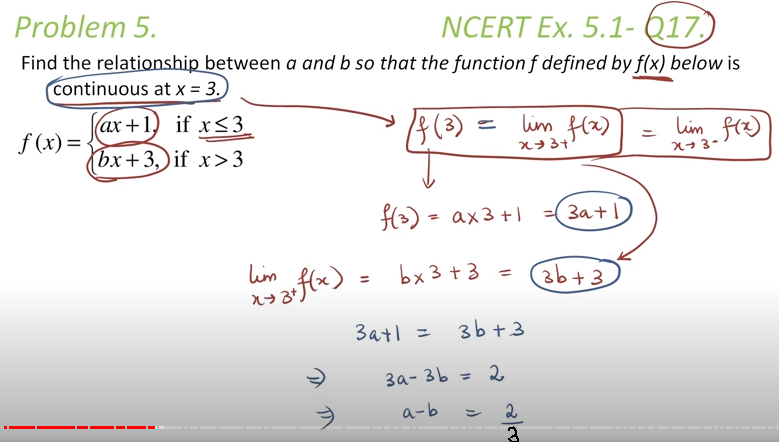 Problem 5. NCERT Ex. 5.1- Q17.
Find the relationship between a and b so that the function f defined by f(x) below is
continuous at x = 3.
f(x) = { ax+1, if x ≤ 3
bx+3, if x > 3
f(3) = lim x→3+ f(x) = lim x→3- f(x)
f(3) = a×3+1 = 3a+1
lim x→3+ f(x) = b×3+3 = 3b+3
3a+1 = 3b+3
⇒ 3a-3b = 2
⇒ a-b = 2/3